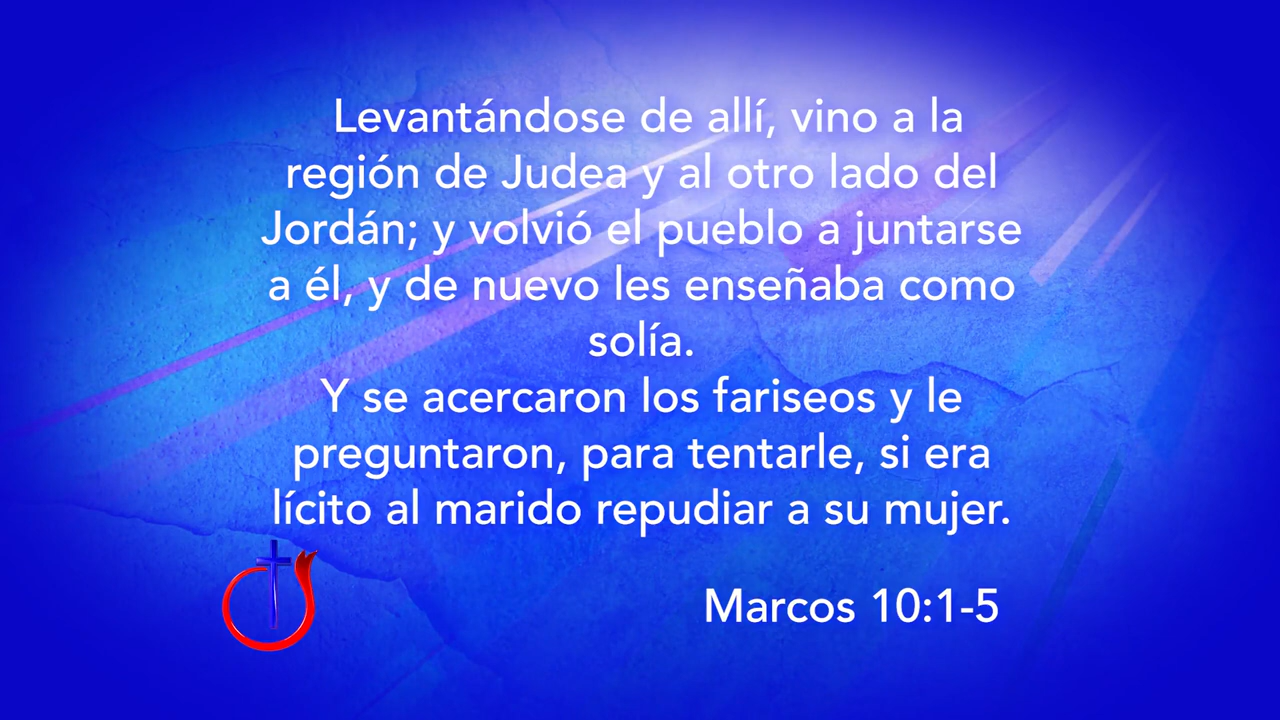 Levantándose de allí, vino a la
región de Judea y al otro lado del
Jordán; y volvió el pueblo a juntarse
a él, y de nuevo les enseñaba como
solía.
Y se acercaron los fariseos y le
preguntaron, para tentarle, si era
lícito al marido repudiar a su mujer.
Marcos 10:1-5